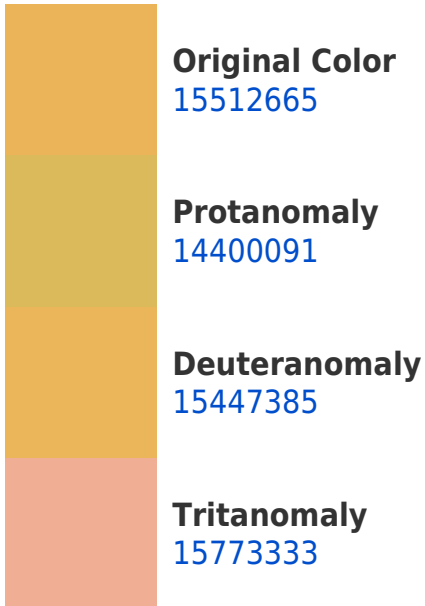 Original Color
15512665
Protanomaly
14400091
Deuteranomaly
15447385
Tritanomaly
15773333